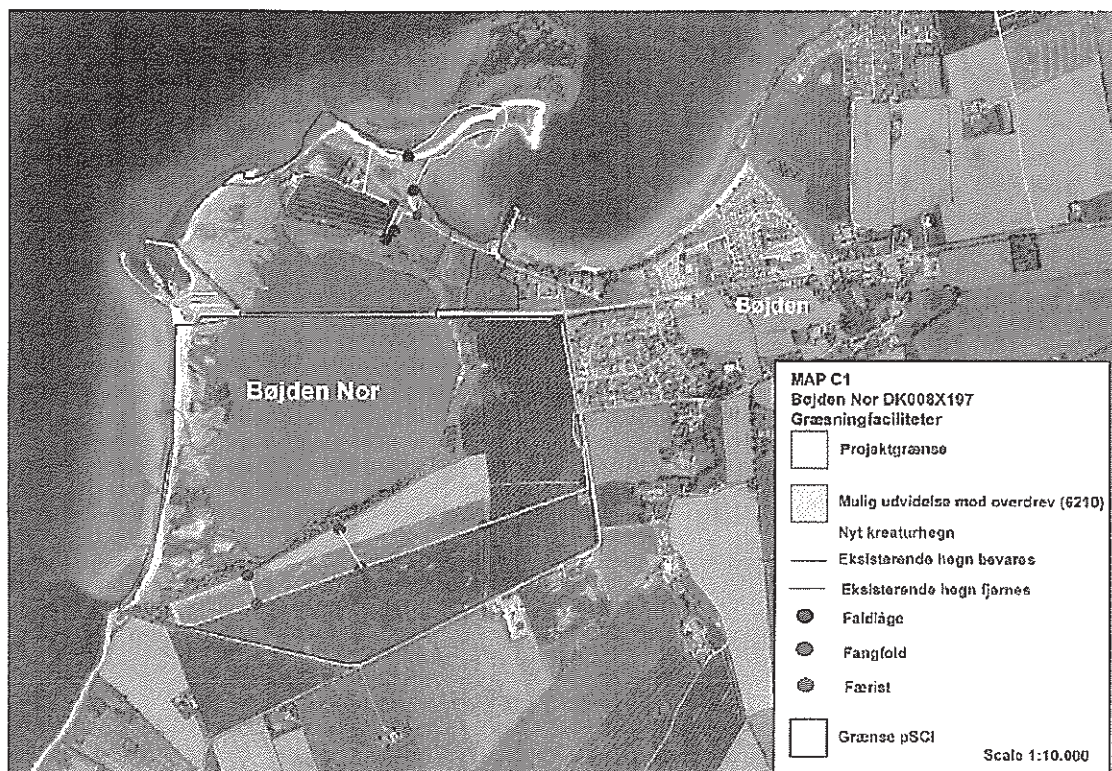 Bøjden
Bøjden Nor
MAP C1
Bøjden Nor DK008X197
Græsningfaciliteter
Projektgrænse
Mulig udvidelse mod overdrev (6210)
Nyt kreaturhegn
Eksisterende hegn bevares
Eksisterende hegn fjernes
Faldlåge
Fangfold
Færist
Grænse pSCI
Scale 1:10.000